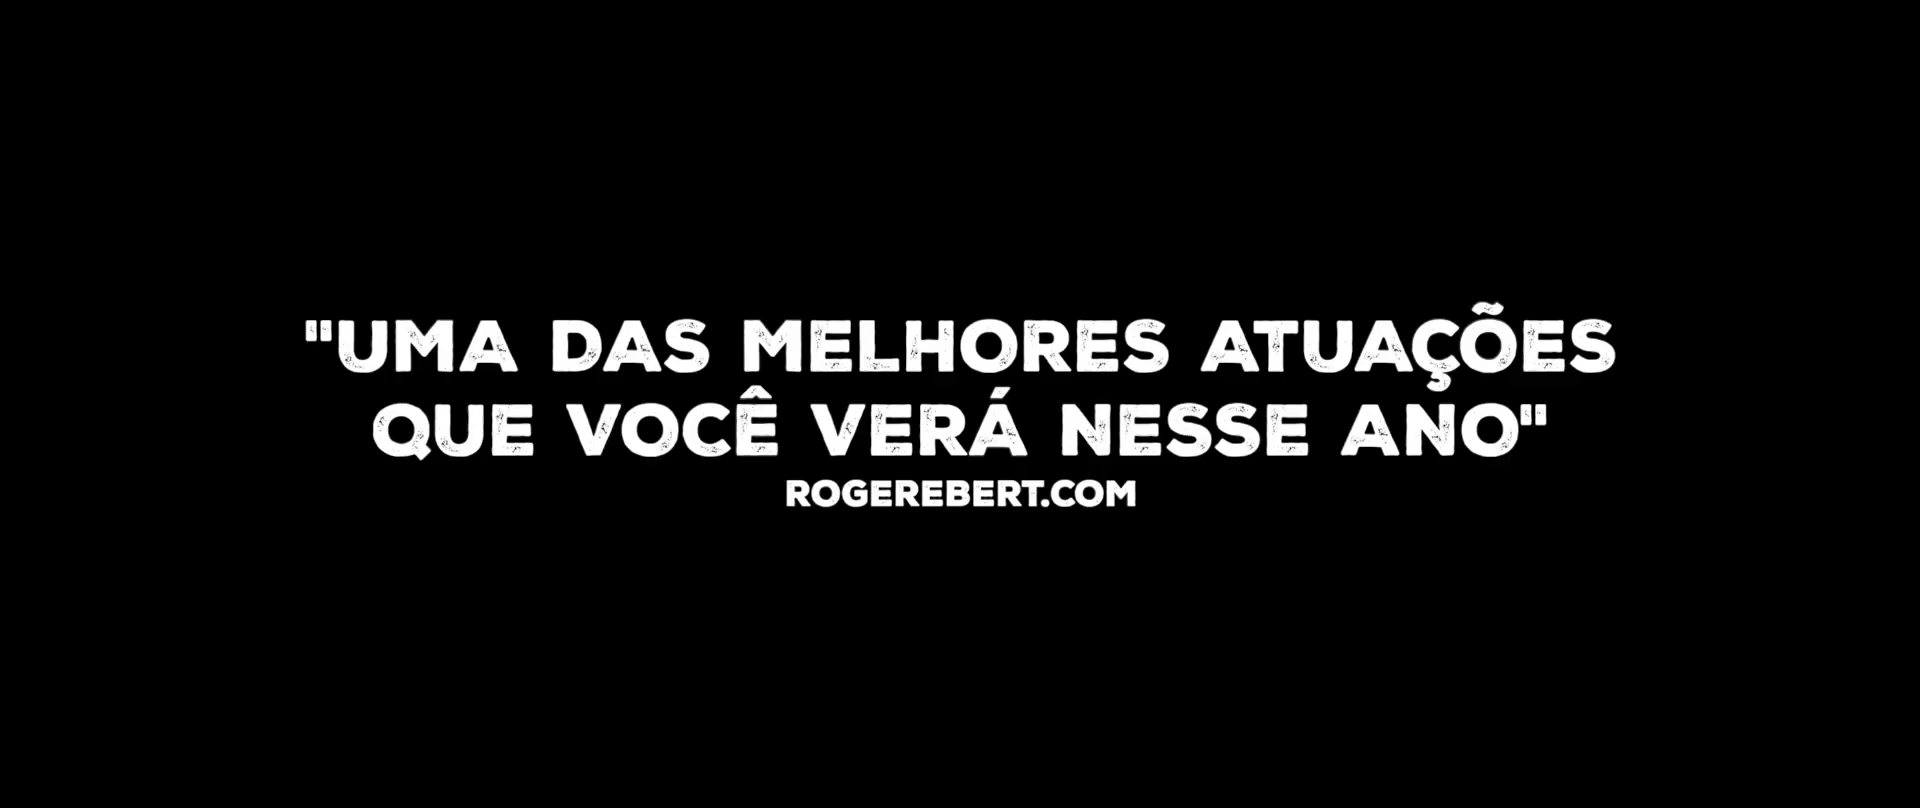 "UMA DAS MELHORES ATUAÇÕES
QUE VOCÊ VERÁ NESSE ANO"
ROGEREBERT.COM